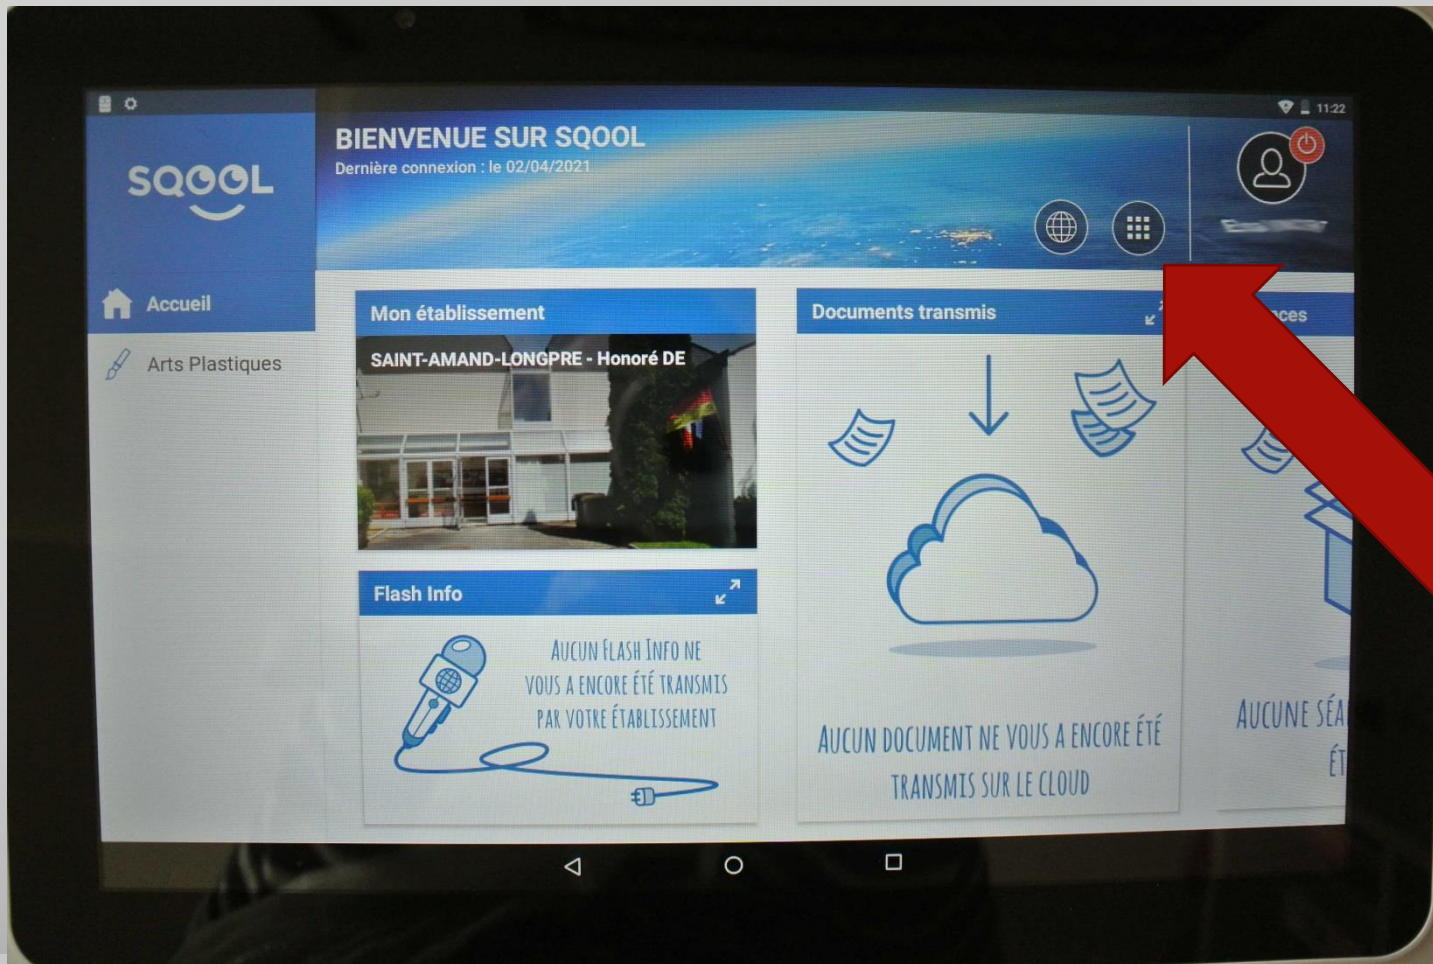 11:22
SQOOL
BIENVENUE SUR SQOOL
Dernière connexion : le 02/04/2021
Accueil
Arts Plastiques
Mon établissement
SAINT-AMAND-LONGPRE - Honoré DE
Flash Info
AUCUN FLASH INFO NE
VOUS A ENCORE ÉTÉ TRANSMIS
PAR VOTRE ÉTABLISSEMENT
Documents transmis
AUCUN DOCUMENT NE VOUS A ENCORE ÉTÉ
TRANSMIS SUR LE CLOUD
AUCUNE